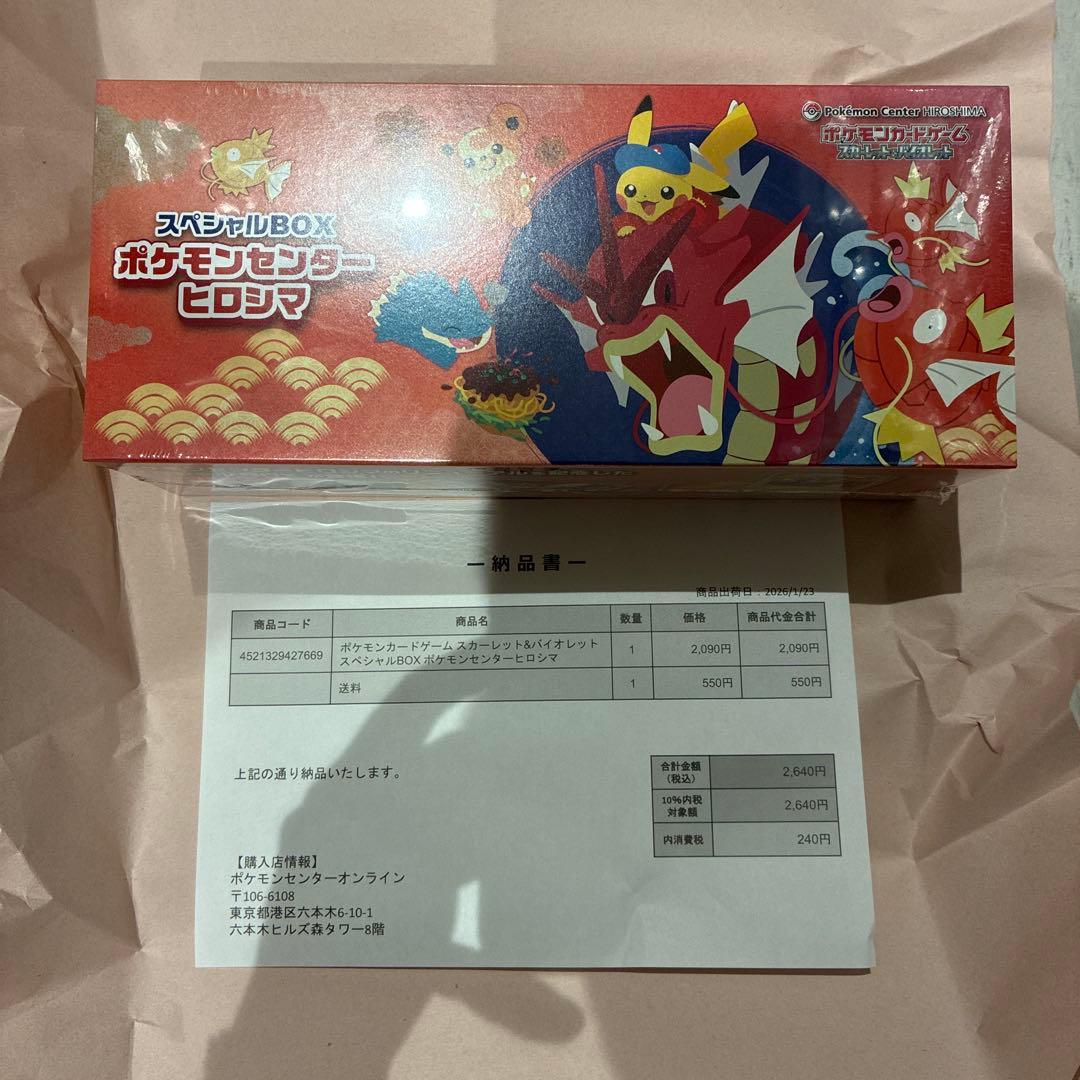 Pokémon Center HIROSHIMA
ポケモンカードゲーム
スカーレット&バイオレット
スペシャルBOX
ポケモンセンター
ヒロシマ
ー納品書ー
商品出荷日：2026/1/23
商品コード 商品名 数量 価格 商品代金合計
4521329427669 ポケモンカードゲーム スカーレット&バイオレット 1 2,090円 2,090円
スペシャルBOX ポケモンセンターヒロシマ
送料 1 550円 550円
上記の通り納品いたします。
合計金額
（税込） 2,640円
10%内税
対象額 2,640円
内消費税 240円
【購入店情報】
ポケモンセンターオンライン
〒106-6108
東京都港区六本木6-10-1
六本木ヒルズ森タワー8階